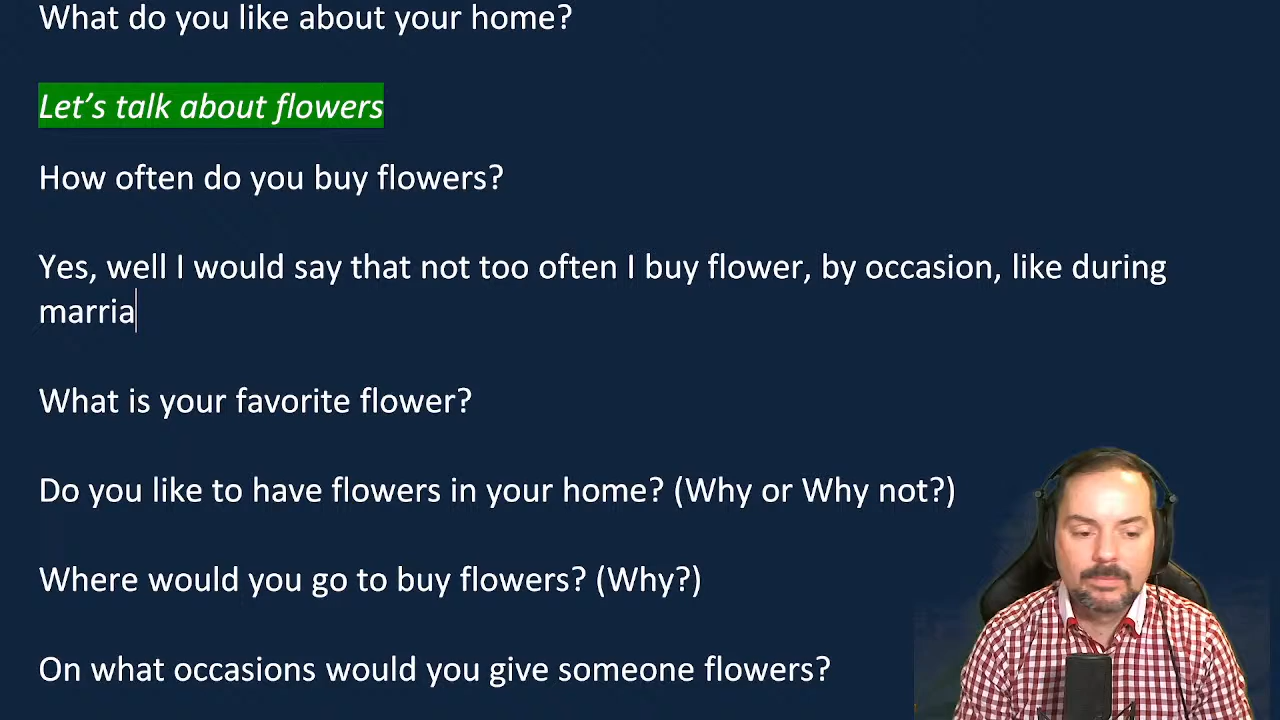 What do you like about your home?
Let's talk about flowers
How often do you buy flowers?
Yes, well I would say that not too often I buy flower, by occasion, like during
marria
What is your favorite flower?
Do you like to have flowers in your home? (Why or Why not?)
Where would you go to buy flowers? (Why?)
On what occasions would you give someone flowers?